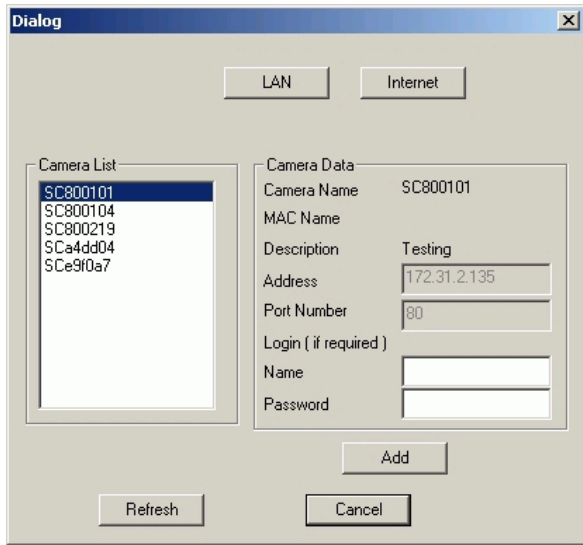 Dialog
LAN Internet
Camera List
SC800101
SC800104
SC800219
SCa4dd04
SCe9f0a7
Camera Data
Camera Name SC800101
MAC Name
Description Testing
Address 172.31.2.135
Port Number 80
Login ( if required )
Name
Password
Add
Refresh Cancel